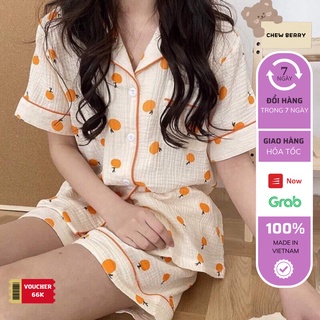 CHEW BERRY
7
NGÀY
ĐỔI HÀNG
TRONG 7 NGÀY
GIAO HÀNG
HỎA TỐC
Now
Grab
100%
MADE IN
VIETNAM
VOUCHER
66K